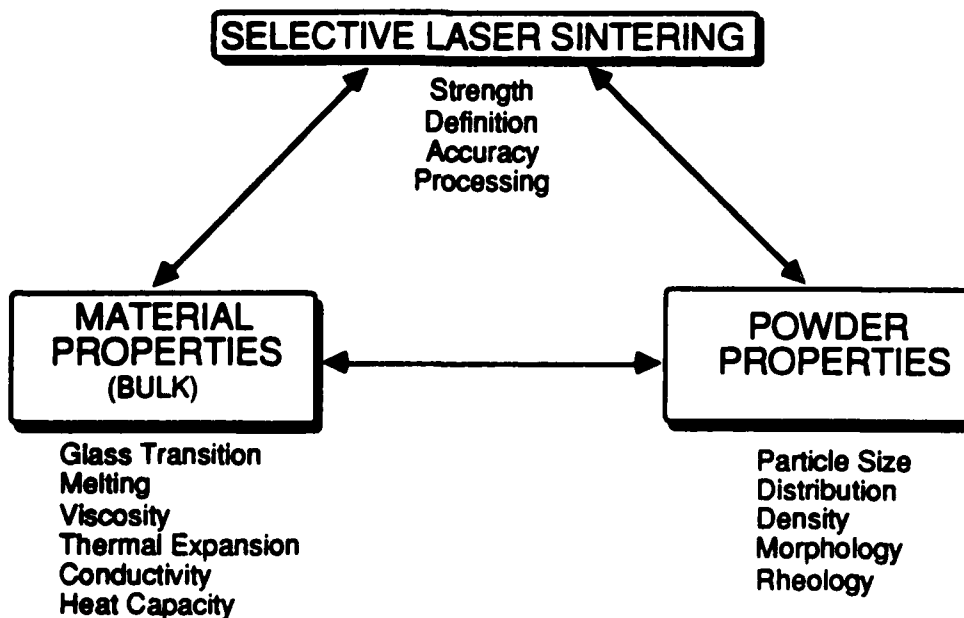 SELECTIVE LASER SINTERING
Strength
Definition
Accuracy
Processing
MATERIAL
PROPERTIES
(BULK)
Glass Transition
Melting
Viscosity
Thermal Expansion
Conductivity
Heat Capacity
POWDER
PROPERTIES
Particle Size
Distribution
Density
Morphology
Rheology